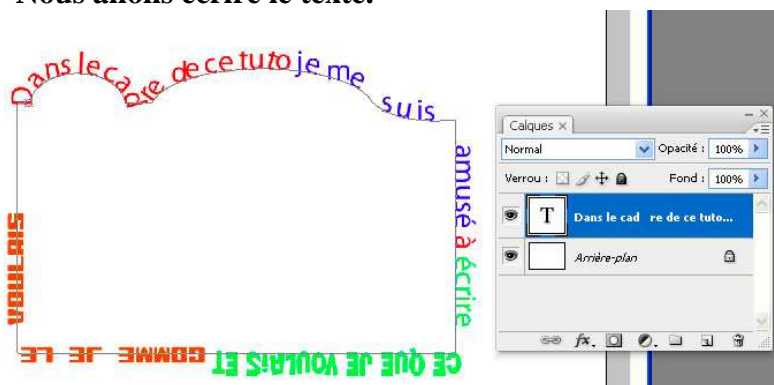 Nous allons écrire le texte.
Dans le cadre de ce tuto je me suis
amusé à écrire
CE QUE JE VOULAIS ET
COMME JE LE
VOULAIS
Calques ×
Normal
Opacité : 100%
Verrou :
Fond : 100%
T Dans le cad re de ce tuto...
Arrière-plan
fx.